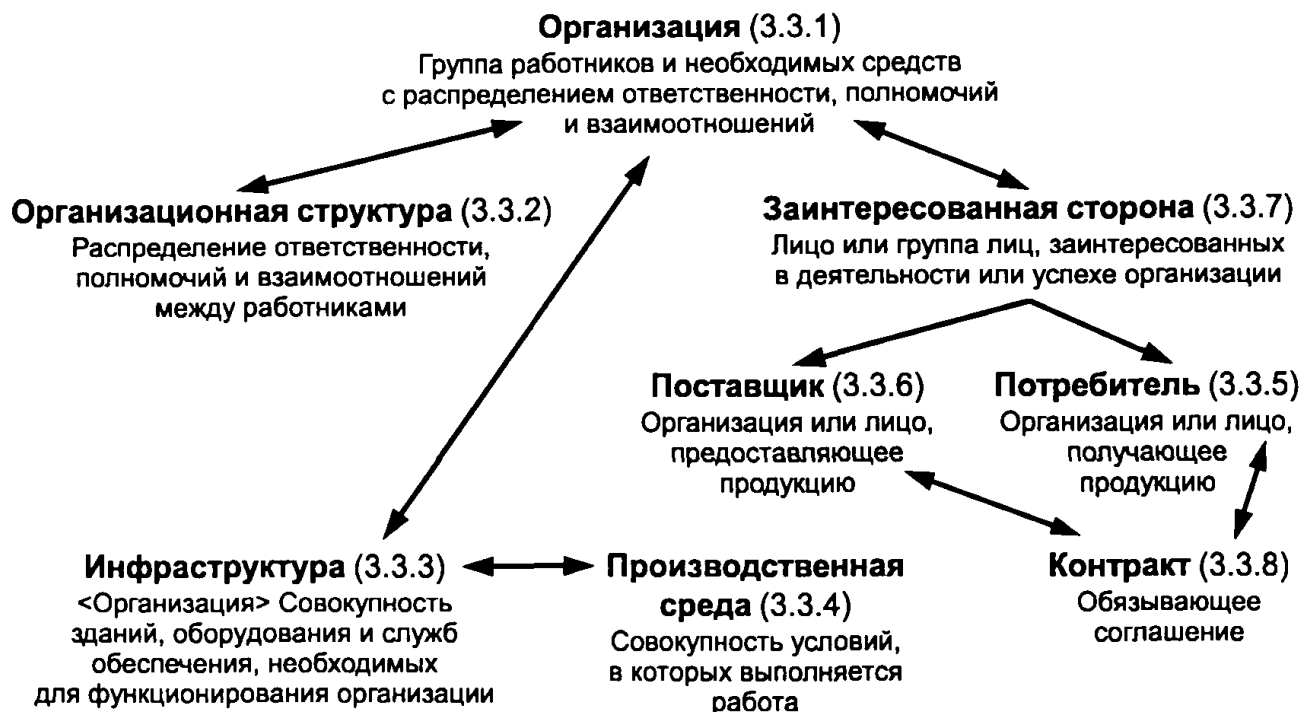 Организация (3.3.1)
Группа работников и необходимых средств
с распределением ответственности, полномочий
и взаимоотношений
Организационная структура (3.3.2)
Распределение ответственности,
полномочий и взаимоотношений
между работниками
Заинтересованная сторона (3.3.7)
Лицо или группа лиц, заинтересованных
в деятельности или успехе организации
Поставщик (3.3.6)
Организация или лицо,
предоставляющее
продукцию
Потребитель (3.3.5)
Организация или лицо,
получающее
продукцию
Инфраструктура (3.3.3)
<Организация> Совокупность
зданий, оборудования и служб
обеспечения, необходимых
для функционирования организации
Производственная
среда (3.3.4)
Совокупность условий,
в которых выполняется
работа
Контракт (3.3.8)
Обязывающее
соглашение